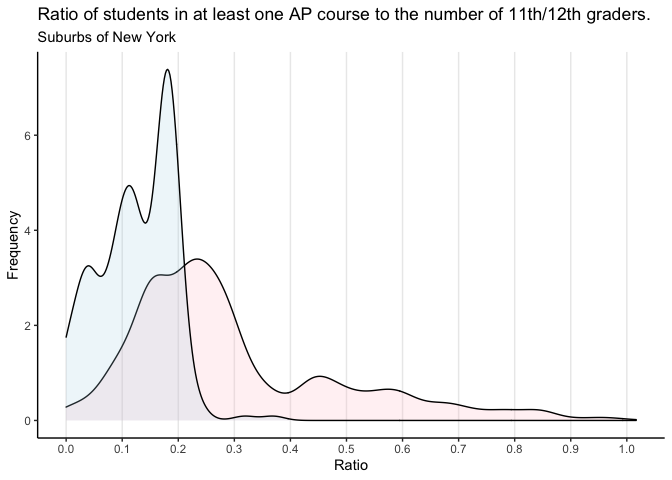 Ratio of students in at least one AP course to the number of 11th/12th graders.
Suburbs of New York
Frequency
6
4
2
0
0.0 0.1 0.2 0.3 0.4 0.5 0.6 0.7 0.8 0.9 1.0
Ratio